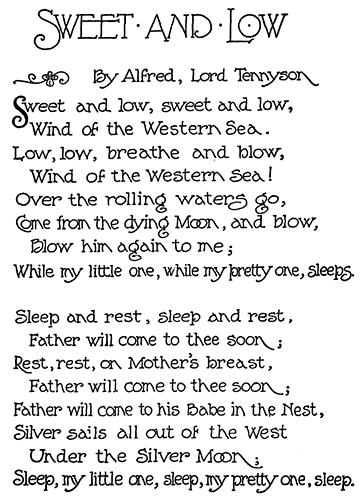 SWEET·AND·LOW
By Alfred, Lord Tennyson
Sweet and low, sweet and low,
Wind of the Western Sea.
Low, low, breathe and blow,
Wind of the Western Sea!
Over the rolling waters go,
Come from the dying Moon, and blow,
Blow him again to me;
While my little one, while my pretty one, sleeps.
Sleep and rest, sleep and rest,
Father will come to thee soon;
Rest, rest, on Mother's breast,
Father will come to thee soon;
Father will come to his Babe in the Nest,
Silver sails all out of the West
Under the Silver Moon;
Sleep, my little one, sleep, my pretty one, sleep.